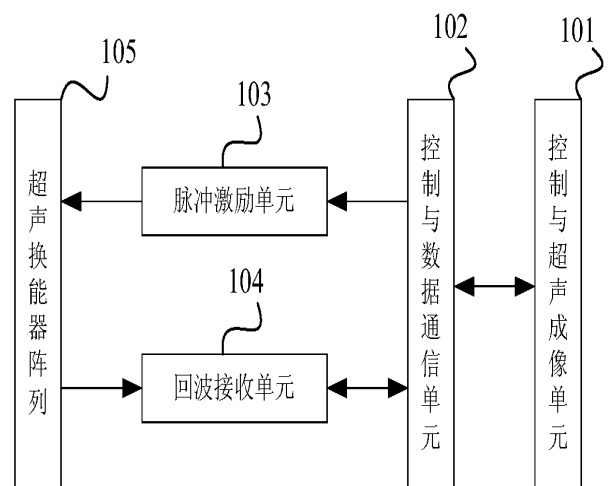 105
102
101
103
104
超声换能器阵列
脉冲激励单元
回波接收单元
控制与数据通信单元
控制与超声成像单元